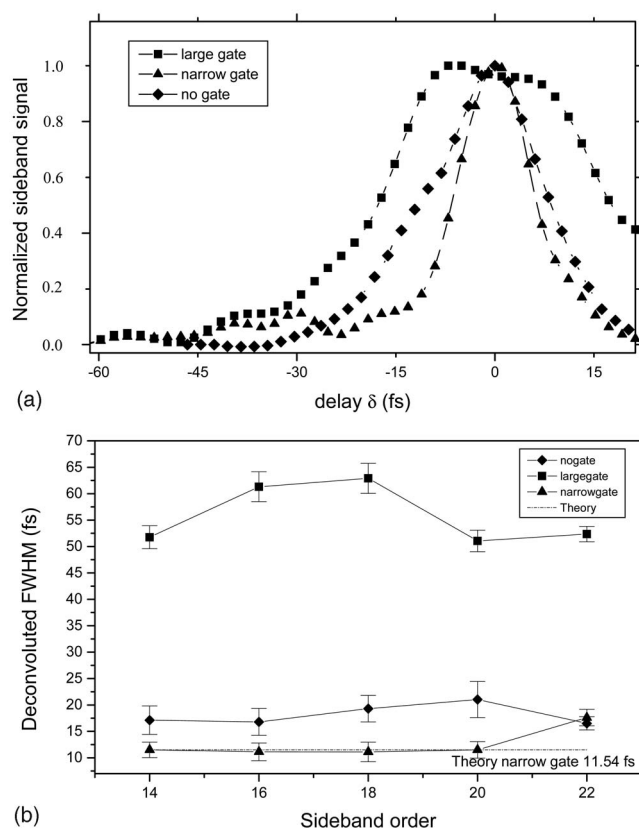 1.0
0.8
0.6
0.4
0.2
0.0
Normalized sideband signal
large gate
narrow gate
no gate
-60 -45 -30 -15 0 15
delay δ (fs)
(a)
70
65
60
55
50
45
40
35
30
25
20
15
10
Deconvoluted FWHM (fs)
nogate
largegate
narrowgate
Theory
Theory narrow gate 11.54 fs
14 16 18 20 22
Sideband order
(b)